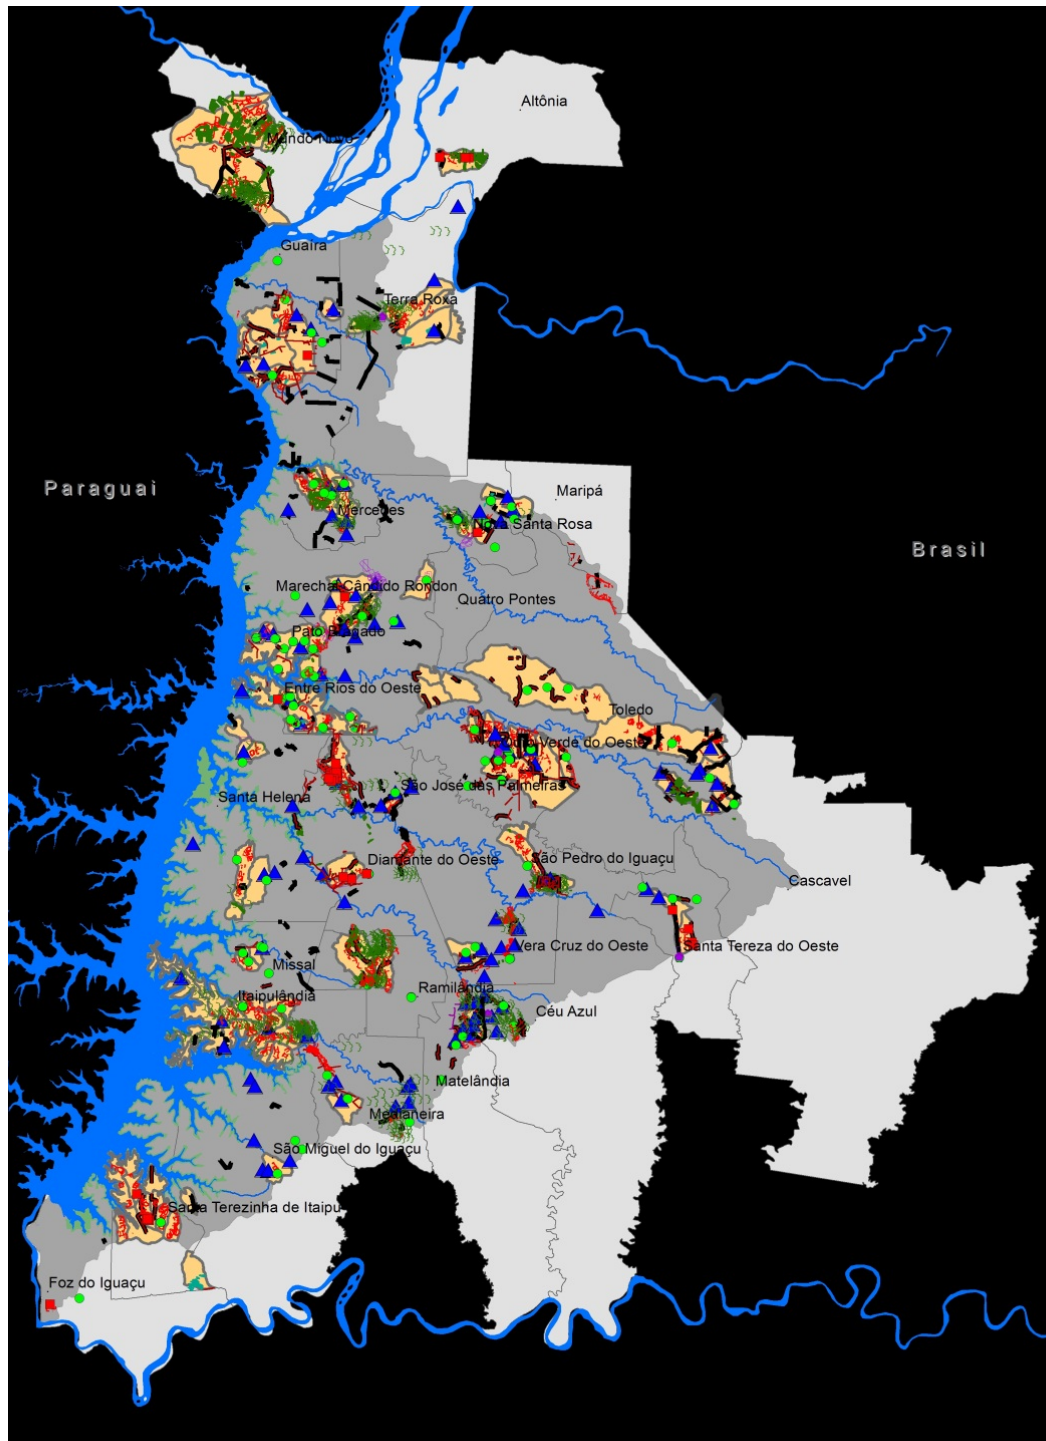 Altônia
Mundo Novo
Guaíra
Terra Roxa
Paraguai
Maripá
Mercedes
Nova Santa Rosa
Brasil
Marechal Cândido Rondon
Quatro Pontes
Pato Bragado
Entre Rios do Oeste
Toledo
Ouro Verde do Oeste
São José das Palmeiras
Santa Helena
Diamante do Oeste
São Pedro do Iguaçu
Cascavel
Vera Cruz do Oeste
Santa Tereza do Oeste
Missal
Ramilândia
Itaipulândia
Céu Azul
Matelândia
Medianeira
São Miguel do Iguaçu
Santa Terezinha de Itaipu
Foz do Iguaçu